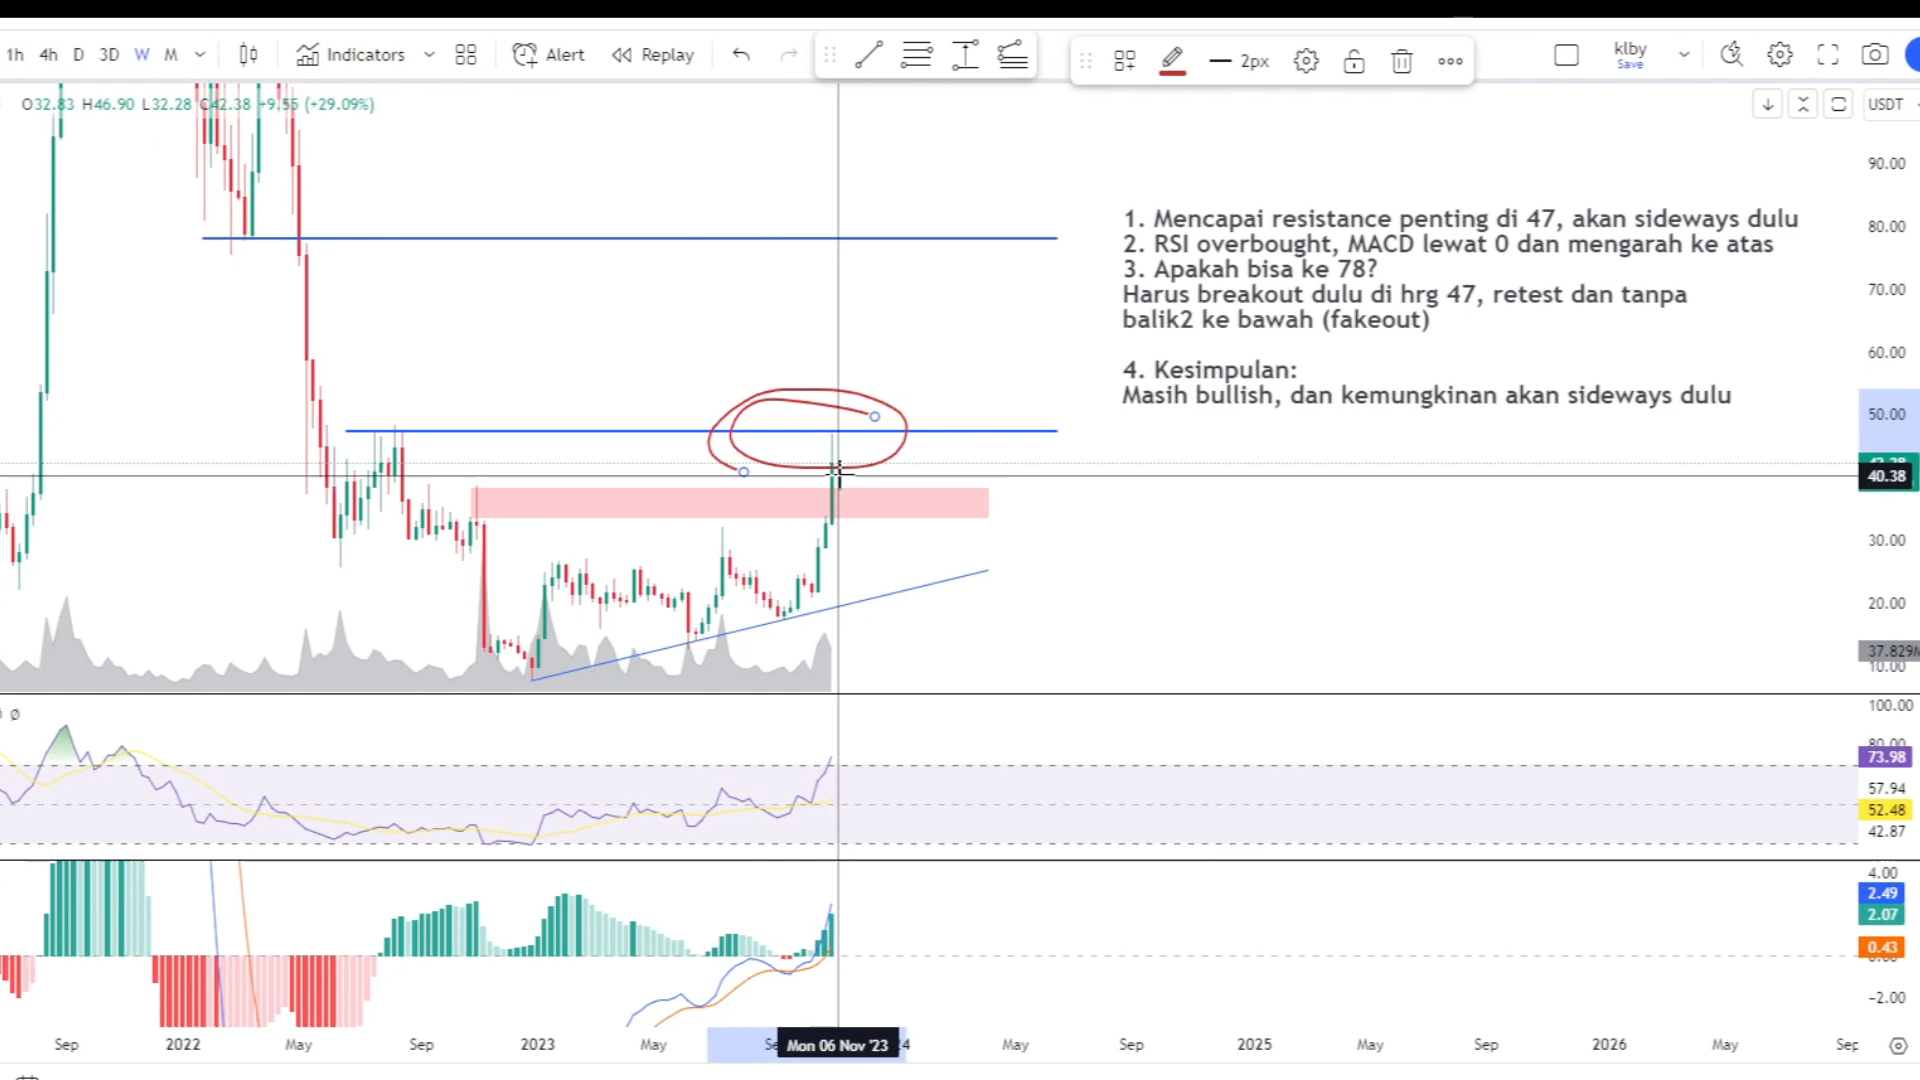 1h 4h D 3D W M Indicators Alert Replay 2px klby
Save
O32.83 H46.90 L32.28 C42.38 +9.55 (+29.09%)
USDT
90.00
1. Mencapai resistance penting di 47, akan sideways dulu
80.00
2. RSI overbought, MACD lewat 0 dan mengarah ke atas
3. Apakah bisa ke 78?
70.00
Harus breakout dulu di hrg 47, retest dan tanpa
balik2 ke bawah (fakeout)
60.00
4. Kesimpulan:
Masih bullish, dan kemungkinan akan sideways dulu
50.00
40.38
30.00
20.00
37.829M
10.00
100.00
Ø
80.00
73.98
57.94
52.48
42.87
4.00
2.49
2.07
0.43
-2.00
Sep 2022 May Sep 2023 May Mon 06 Nov '23 May Sep 2025 May Sep 2026 May Sep